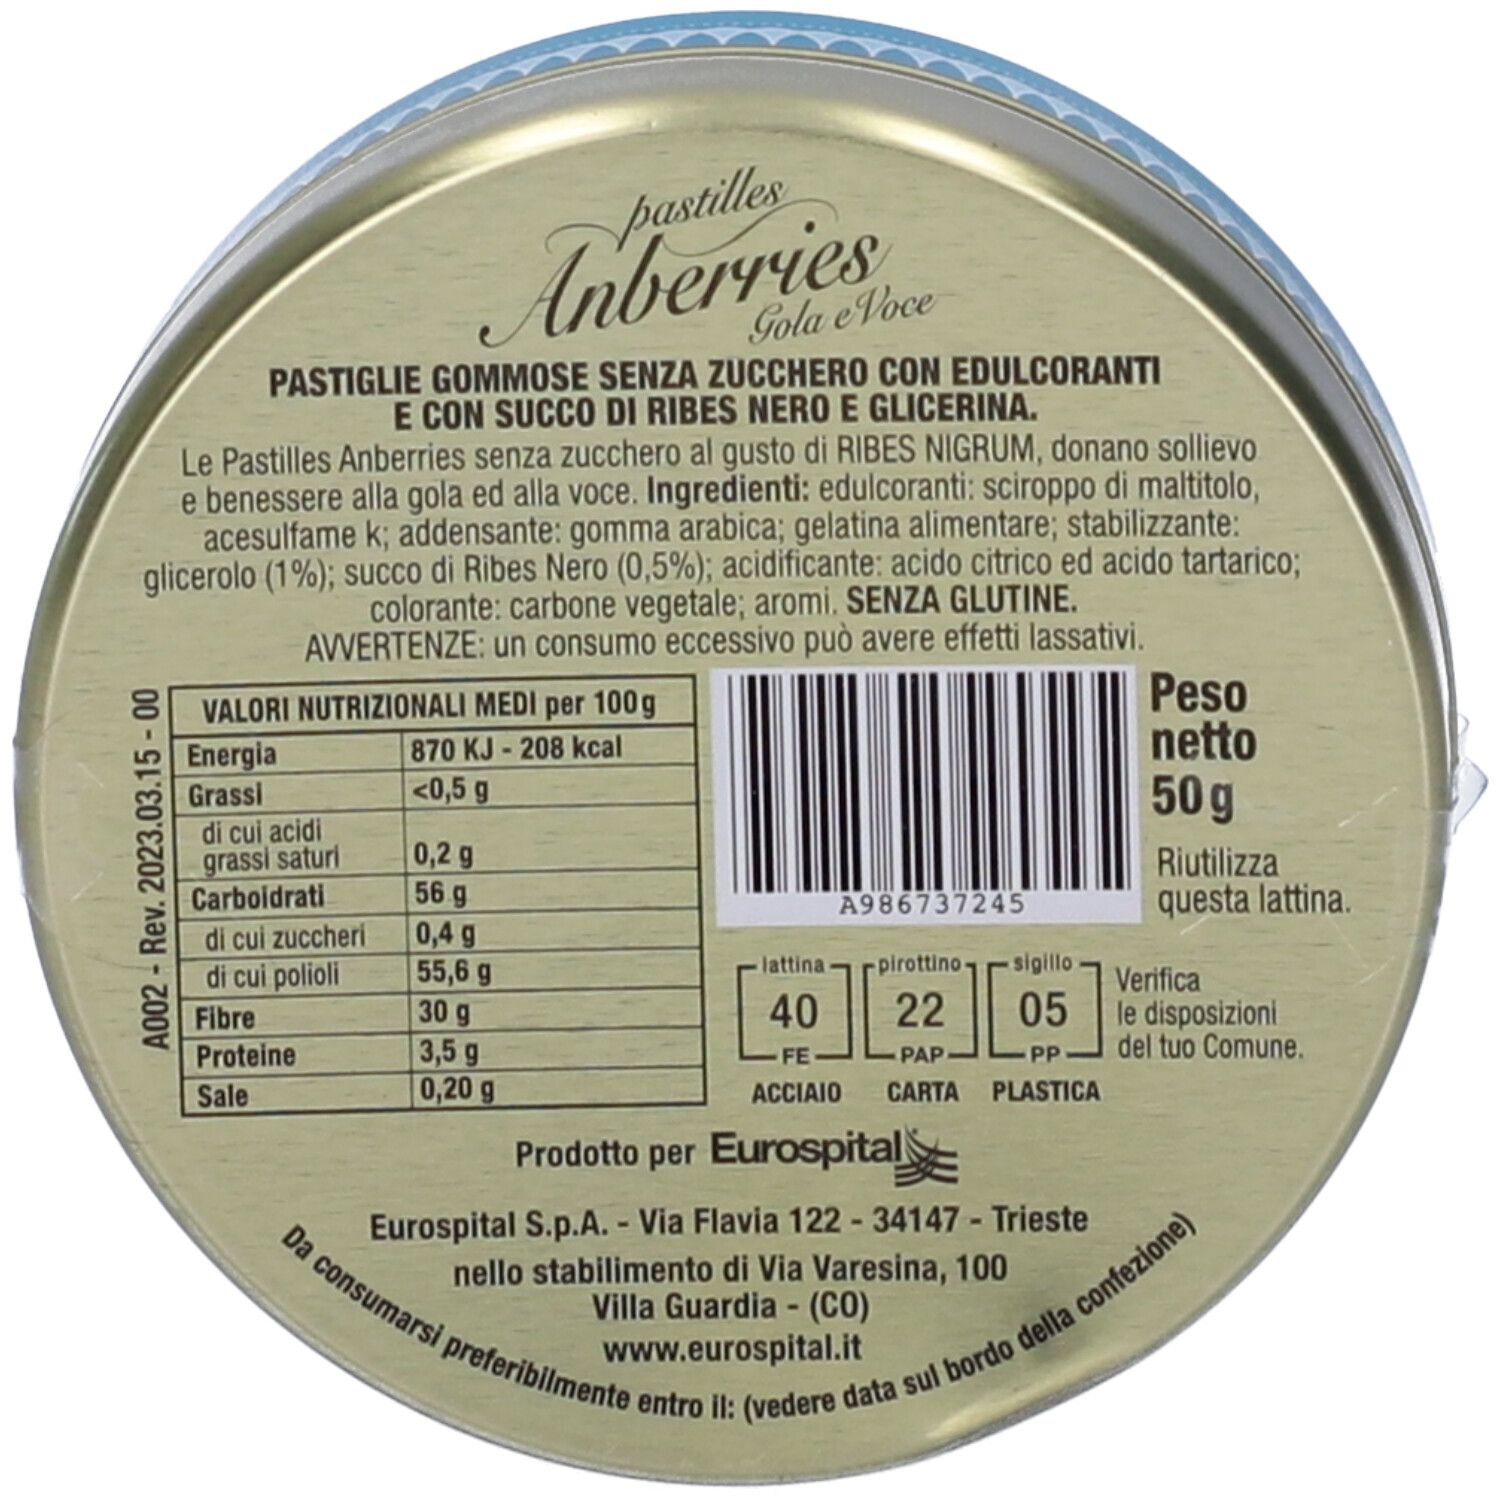 pastilles
Anberries
Gola e Voce
PASTIGLIE GOMMOSE SENZA ZUCCHERO CON EDULCORANTI
E CON SUCCO DI RIBES NERO E GLICERINA.
Le Pastilles Anberries senza zucchero al gusto di RIBES NIGRUM, donano sollievo
e benessere alla gola ed alla voce. Ingredienti: edulcoranti: sciroppo di maltitolo,
acesulfame k; addensante: gomma arabica; gelatina alimentare; stabilizzante:
glicerolo (1%); succo di Ribes Nero (0,5%); acidificante: acido citrico ed acido tartarico;
colorante: carbone vegetale; aromi. SENZA GLUTINE.
AVVERTENZE: un consumo eccessivo può avere effetti lassativi.
A002 - Rev. 2023.03.15 - 00
VALORI NUTRIZIONALI MEDI per 100g
Energia 870 KJ - 208 kcal
Grassi <0,5 g
di cui acidi
grassi saturi 0,2 g
Carboidrati 56 g
di cui zuccheri 0,4 g
di cui polioli 55,6 g
Fibre 30 g
Proteine 3,5 g
Sale 0,20 g
A986737245
Peso
netto
50g
Riutilizza
questa lattina.
lattina pirottino sigillo
40 22 05
FE PAP PP
ACCIAIO CARTA PLASTICA
Verifica
le disposizioni
del tuo Comune.
Prodotto per Eurospital
Eurospital S.p.A. - Via Flavia 122 - 34147 - Trieste
nello stabilimento di Via Varesina, 100
Villa Guardia - (CO)
www.eurospital.it
Da consumarsi preferibilmente entro il: (vedere data sul bordo della confezione)